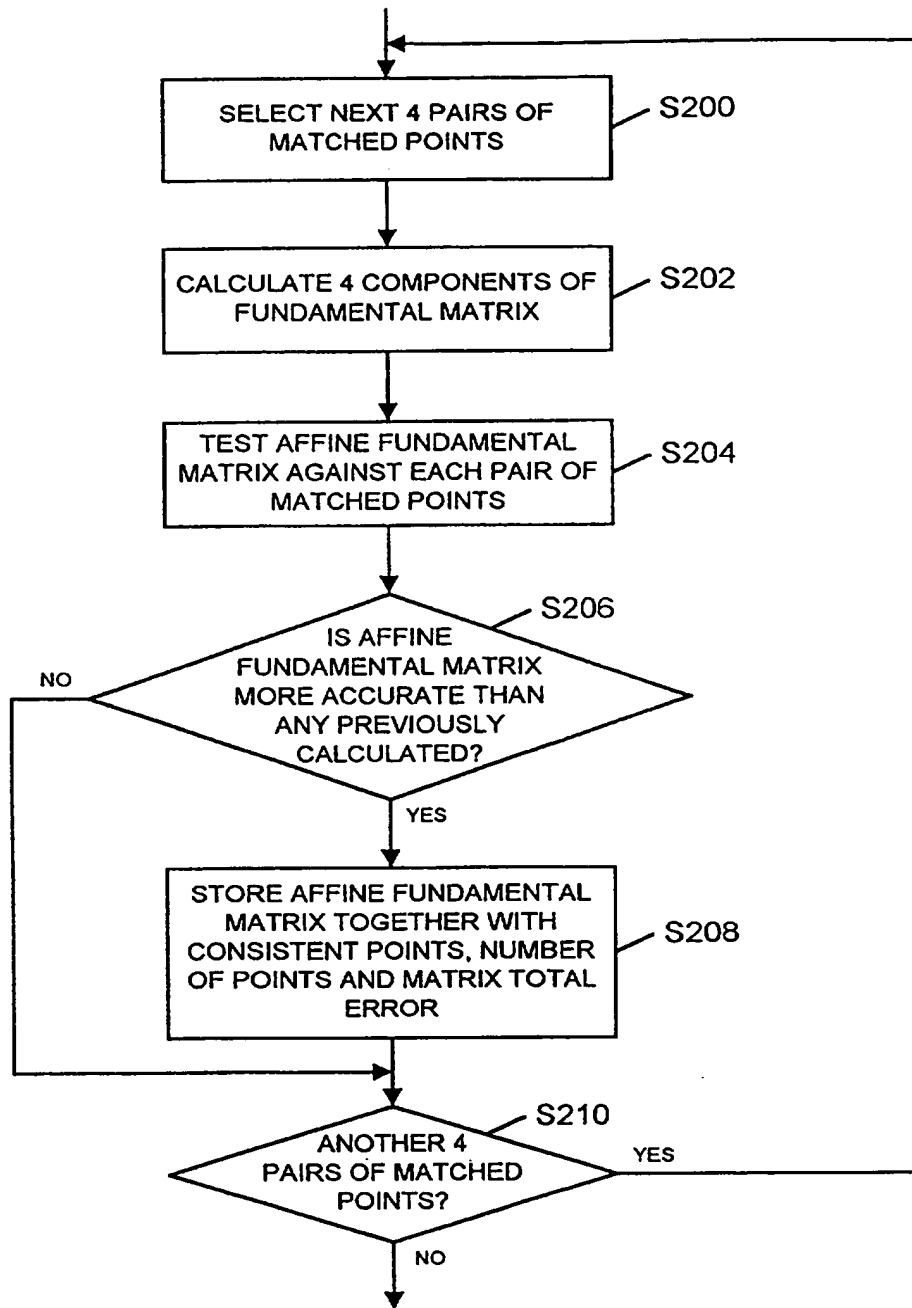 SELECT NEXT 4 PAIRS OF
MATCHED POINTS
S200
CALCULATE 4 COMPONENTS OF
FUNDAMENTAL MATRIX
S202
TEST AFFINE FUNDAMENTAL
MATRIX AGAINST EACH PAIR OF
MATCHED POINTS
S204
S206
IS AFFINE
FUNDAMENTAL MATRIX
MORE ACCURATE THAN
ANY PREVIOUSLY
CALCULATED?
NO
YES
STORE AFFINE FUNDAMENTAL
MATRIX TOGETHER WITH
CONSISTENT POINTS, NUMBER
OF POINTS AND MATRIX TOTAL
ERROR
S208
S210
ANOTHER 4
PAIRS OF MATCHED
POINTS?
YES
NO